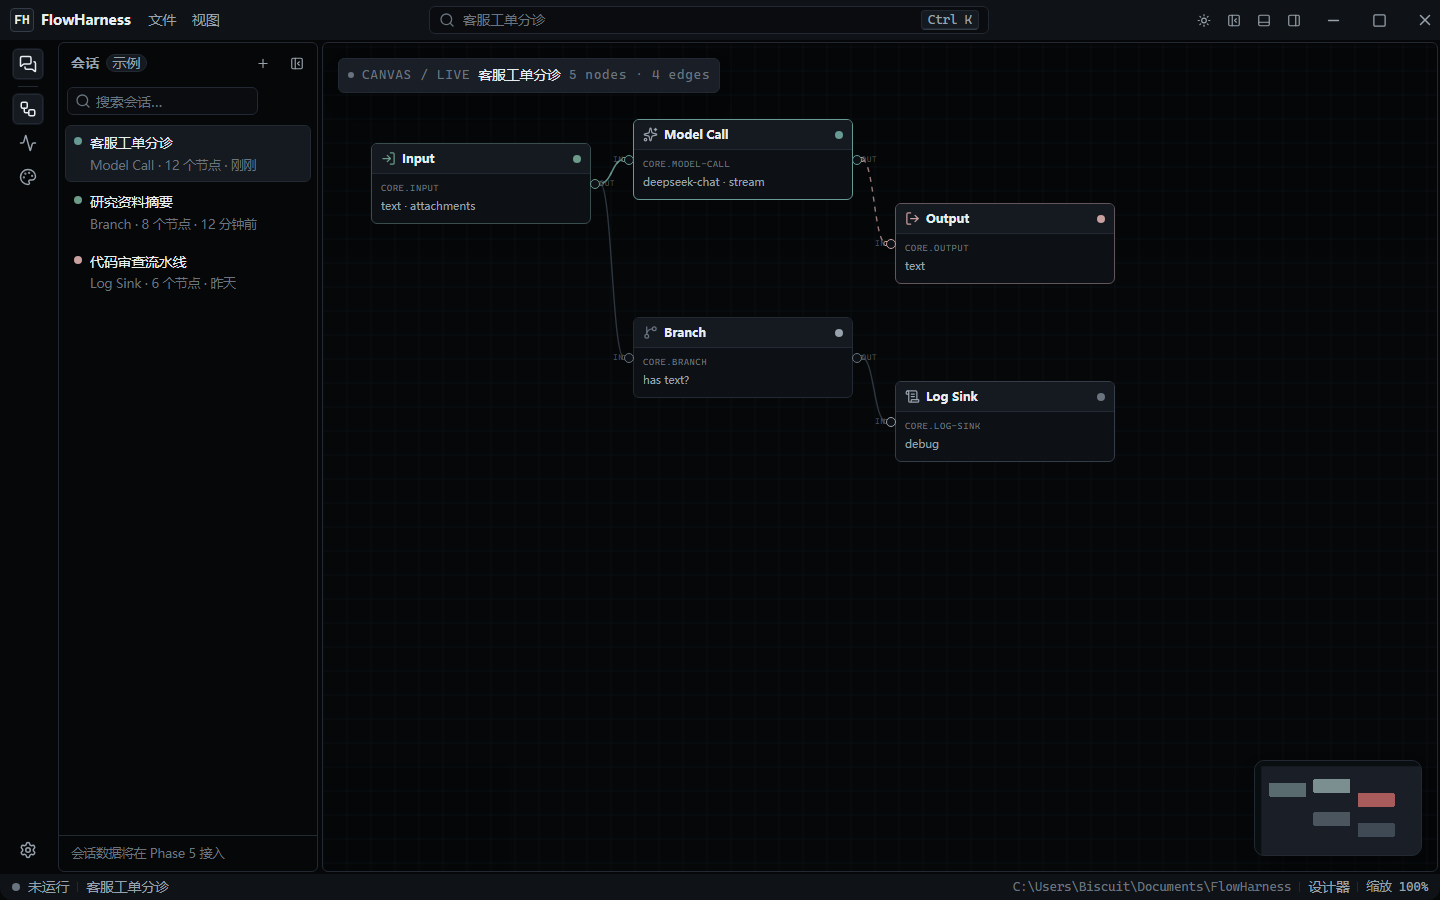 FH FlowHarness 文件 视图 客服工单分诊 Ctrl K
会话 示例
搜索会话...
客服工单分诊
Model Call · 12 个节点 · 刚刚
研究资料摘要
Branch · 8 个节点 · 12 分钟前
代码审查流水线
Log Sink · 6 个节点 · 昨天
会话数据将在 Phase 5 接入
CANVAS / LIVE 客服工单分诊 5 nodes · 4 edges
Input
CORE.INPUT
text · attachments
OUT
IN
Model Call
CORE.MODEL-CALL
deepseek-chat · stream
OUT
IN
Output
CORE.OUTPUT
text
IN
Branch
CORE.BRANCH
has text?
OUT
IN
Log Sink
CORE.LOG-SINK
debug
未运行 客服工单分诊 C:\Users\Biscuit\Documents\FlowHarness 设计器 缩放 100%